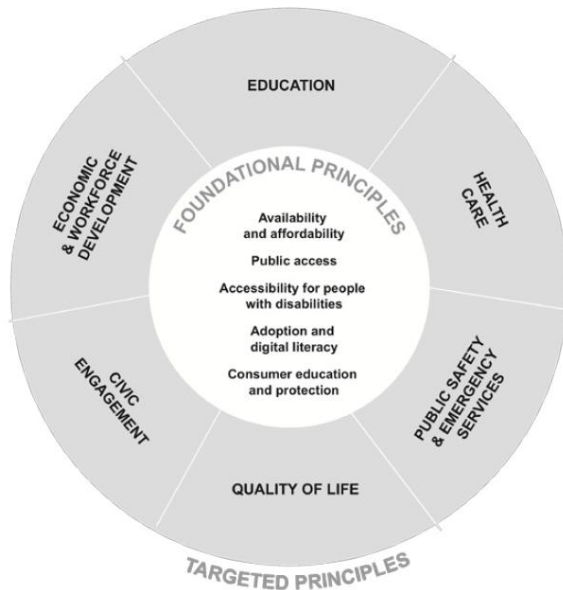 EDUCATION
HEALTH
CARE
PUBLIC SAFETY
& EMERGENCY
SERVICES
QUALITY OF LIFE
CIVIC
ENGAGEMENT
ECONOMIC
& WORKFORCE
DEVELOPMENT
FOUNDATIONAL PRINCIPLES
Availability
and affordability
Public access
Accessibility for people
with disabilities
Adoption and
digital literacy
Consumer education
and protection
TARGETED PRINCIPLES